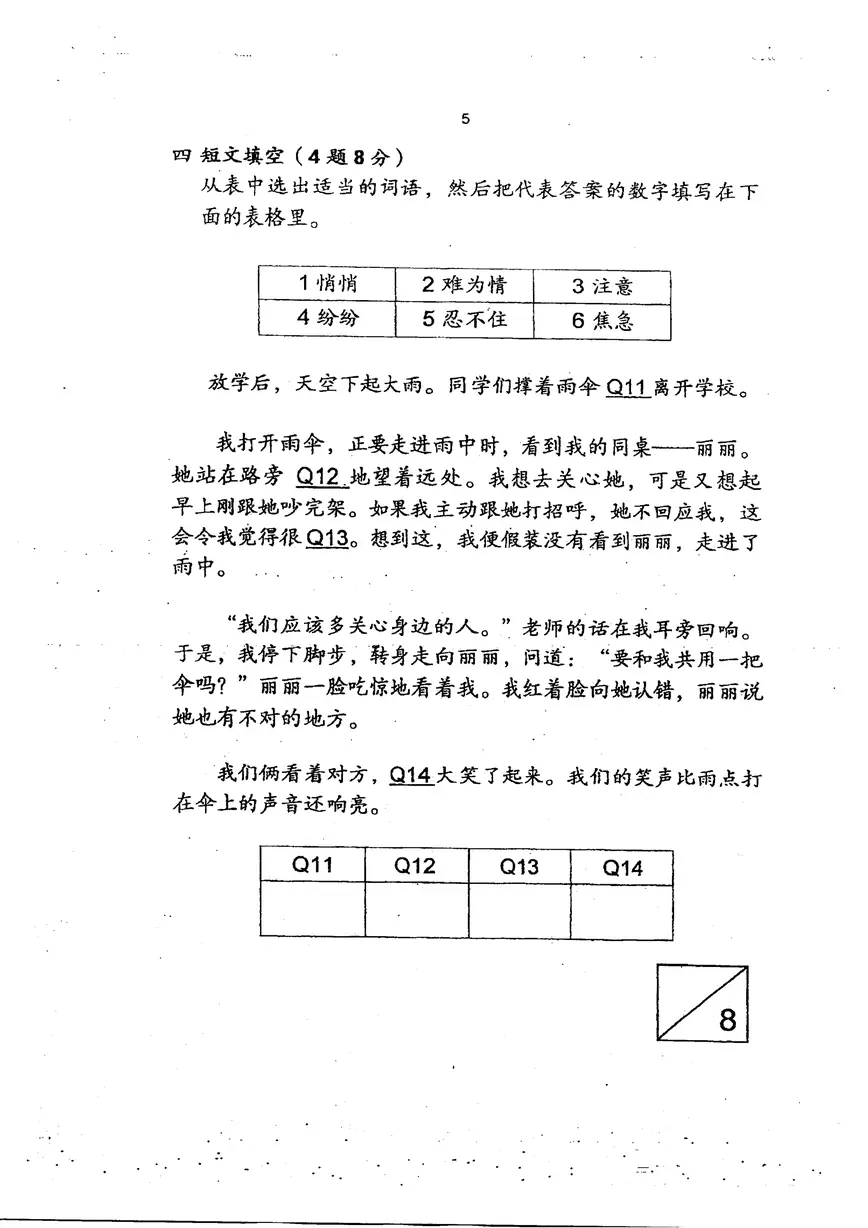 5
四 短文填空（4题8分）
从表中选出适当的词语，然后把代表答案的数字填写在下
面的表格里。
1 悄悄 2 难为情 3 注意
4 纷纷 5 忍不住 6 焦急
放学后，天空下起大雨。同学们撑着雨伞 Q11 离开学校。
我打开雨伞，正要走进雨中时，看到我的同桌——丽丽。
她站在路旁 Q12 地望着远处。我想去关心她，可是又想起
早上刚跟她吵完架。如果我主动跟她打招呼，她不回应我，这
会令我觉得很 Q13。想到这，我便假装没有看到丽丽，走进了
雨中。
“我们应该多关心身边的人。”老师的话在我耳旁回响。
于是，我停下脚步，转身走向丽丽，问道：“要和我共用一把
伞吗？”丽丽一脸吃惊地看着我。我红着脸向她认错，丽丽说
她也有不对的地方。
我们俩看着对方，Q14 大笑了起来。我们的笑声比雨点打
在伞上的声音还响亮。
Q11 Q12 Q13 Q14
8